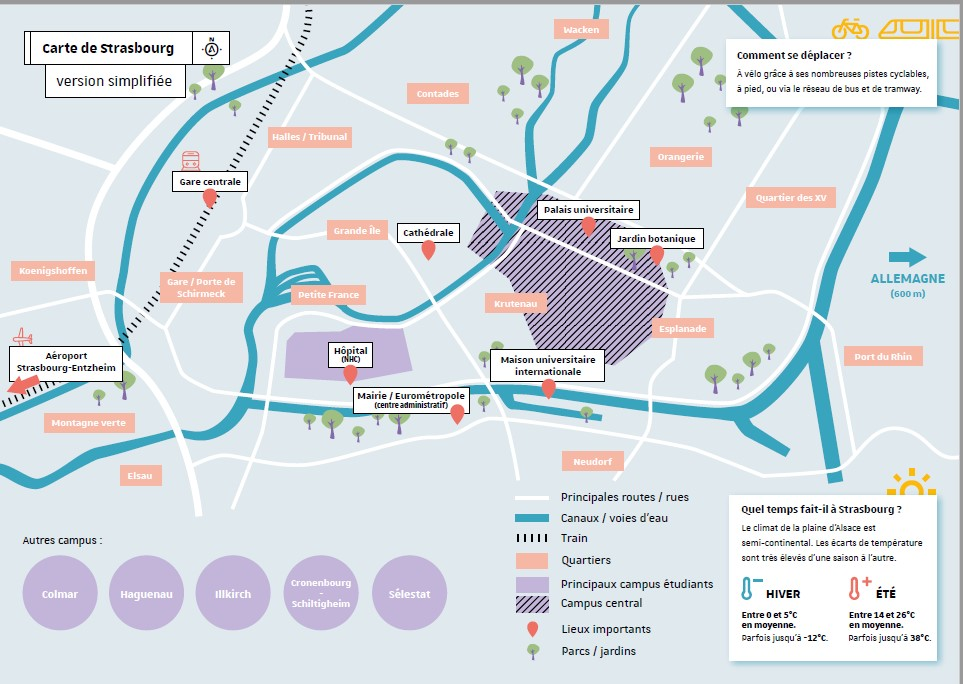 Carte de Strasbourg
N
A
version simplifiée
Wacken
Comment se déplacer ?
À vélo grâce à ses nombreuses pistes cyclables,
à pied, ou via le réseau de bus et de tramway.
Contades
Halles / Tribunal
Orangerie
Gare centrale
Quartier des XV
Palais universitaire
Grande Île
Cathédrale
Jardin botanique
Koenigshoffen
ALLEMAGNE
(600 m)
Gare / Porte de
Schirmeck
Petite France
Krutenau
Esplanade
Hôpital
(NHC)
Maison universitaire
internationale
Port du Rhin
Aéroport
Strasbourg-Entzheim
Mairie / Eurométropole
(centre administratif)
Montagne verte
Neudorf
Elsau
Principales routes / rues
Canaux / voies d'eau
Train
Quartiers
Principaux campus étudiants
Campus central
Lieux importants
Parcs / jardins
Quel temps fait-il à Strasbourg ?
Le climat de la plaine d'Alsace est
semi-continental. Les écarts de température
sont très élevés d'une saison à l'autre.
HIVER
Entre 0 et 5°C
en moyenne.
Parfois jusqu'à -12°C.
ÉTÉ
Entre 14 et 26°C
en moyenne.
Parfois jusqu'à 38°C.
Autres campus :
Colmar
Haguenau
Illkirch
Cronenbourg
-
Schiltigheim
Sélestat